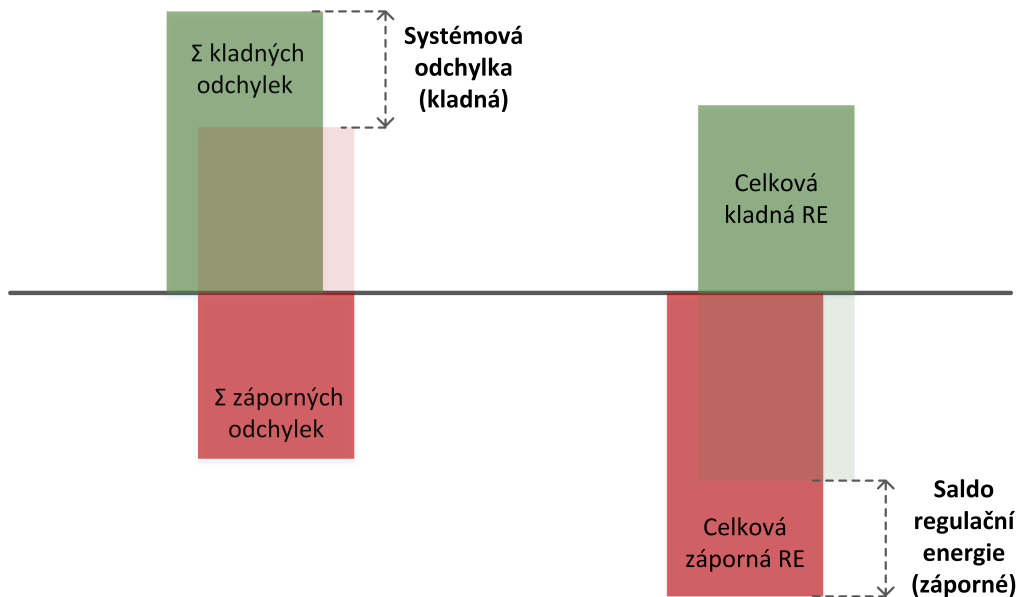 Σ kladných
odchylek
Systémová
odchylka
(kladná)
Celková
kladná RE
Σ záporných
odchylek
Celková
záporná RE
Saldo
regulační
energie
(záporné)